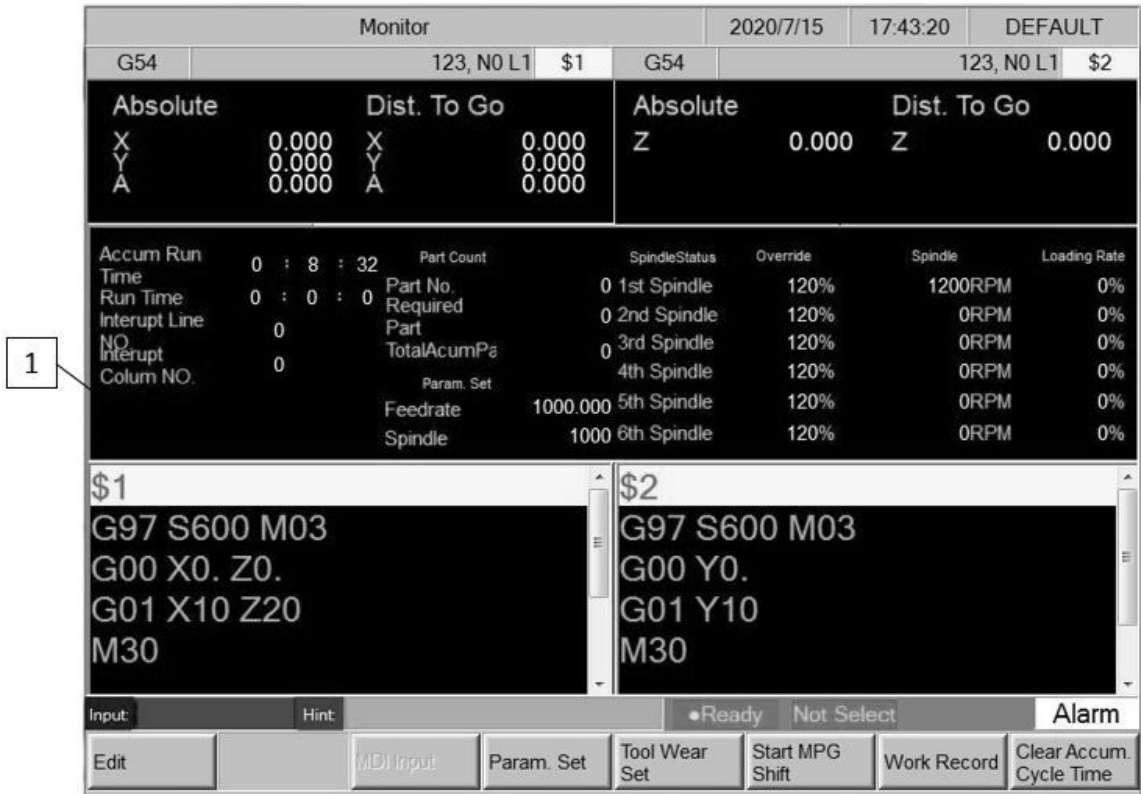 Monitor 2020/7/15 17:43:20 DEFAULT
G54 123, N0 L1 $1 G54 123, N0 L1 $2
Absolute Dist. To Go Absolute Dist. To Go
X 0.000 X 0.000 Z 0.000 Z 0.000
Y 0.000 Y 0.000
A 0.000 A 0.000
Accum Run Time 0 : 8 : 32
Run Time 0 : 0 : 0
Interupt Line NO. 0
Interupt Colum NO. 0
1
Part Count
Part No. 0
Required Part 0
TotalAcumPa 0
Param. Set
Feedrate 1000.000
Spindle 1000
SpindleStatus Override Spindle Loading Rate
1st Spindle 120% 1200RPM 0%
2nd Spindle 120% 0RPM 0%
3rd Spindle 120% 0RPM 0%
4th Spindle 120% 0RPM 0%
5th Spindle 120% 0RPM 0%
6th Spindle 120% 0RPM 0%
$1
G97 S600 M03
G00 X0. Z0.
G01 X10 Z20
M30
$2
G97 S600 M03
G00 Y0.
G01 Y10
M30
Input: Hint: ●Ready Not Select Alarm
Edit MDI Input Param. Set Tool Wear Set Start MPG Shift Work Record Clear Accum. Cycle Time